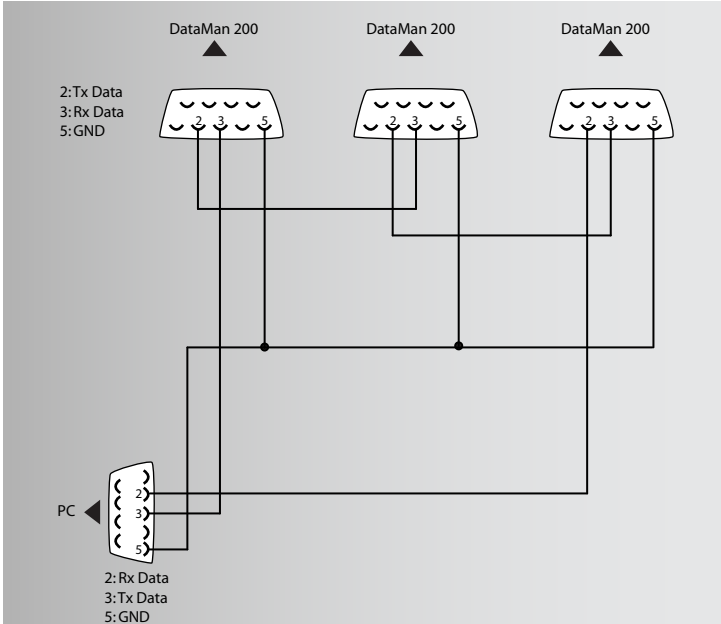 DataMan 200 DataMan 200 DataMan 200
2:Tx Data
3:Rx Data
5:GND
2 3 5 2 3 5 2 3 5
PC
2
3
5
2:Rx Data
3:Tx Data
5:GND